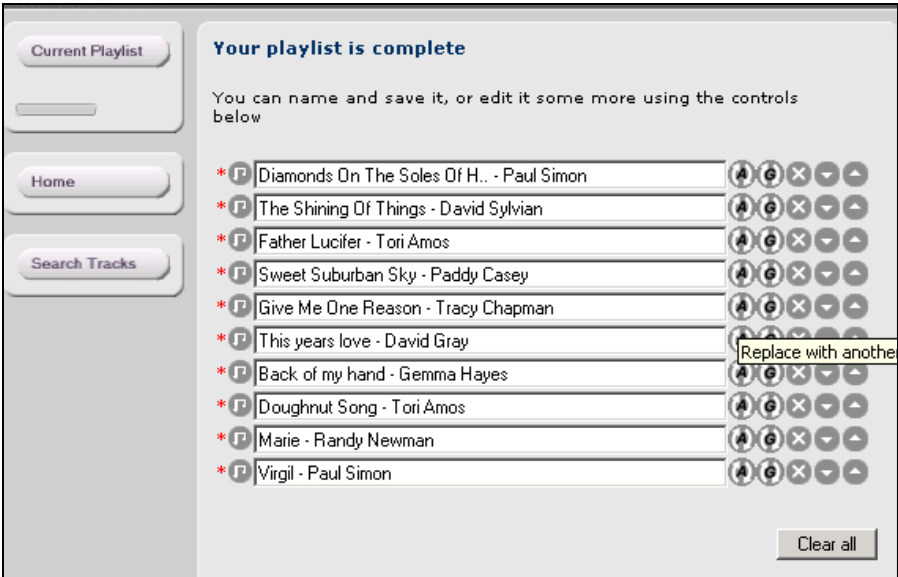 Current Playlist
Home
Search Tracks
Your playlist is complete
You can name and save it, or edit it some more using the controls
below
* Diamonds On The Soles Of H.. - Paul Simon A G
* The Shining Of Things - David Sylvian A G
* Father Lucifer - Tori Amos A G
* Sweet Suburban Sky - Paddy Casey A G
* Give Me One Reason - Tracy Chapman A G
* This years love - David Gray
Replace with another
* Back of my hand - Gemma Hayes A G
* Doughnut Song - Tori Amos A G
* Marie - Randy Newman A G
* Virgil - Paul Simon A G
Clear all